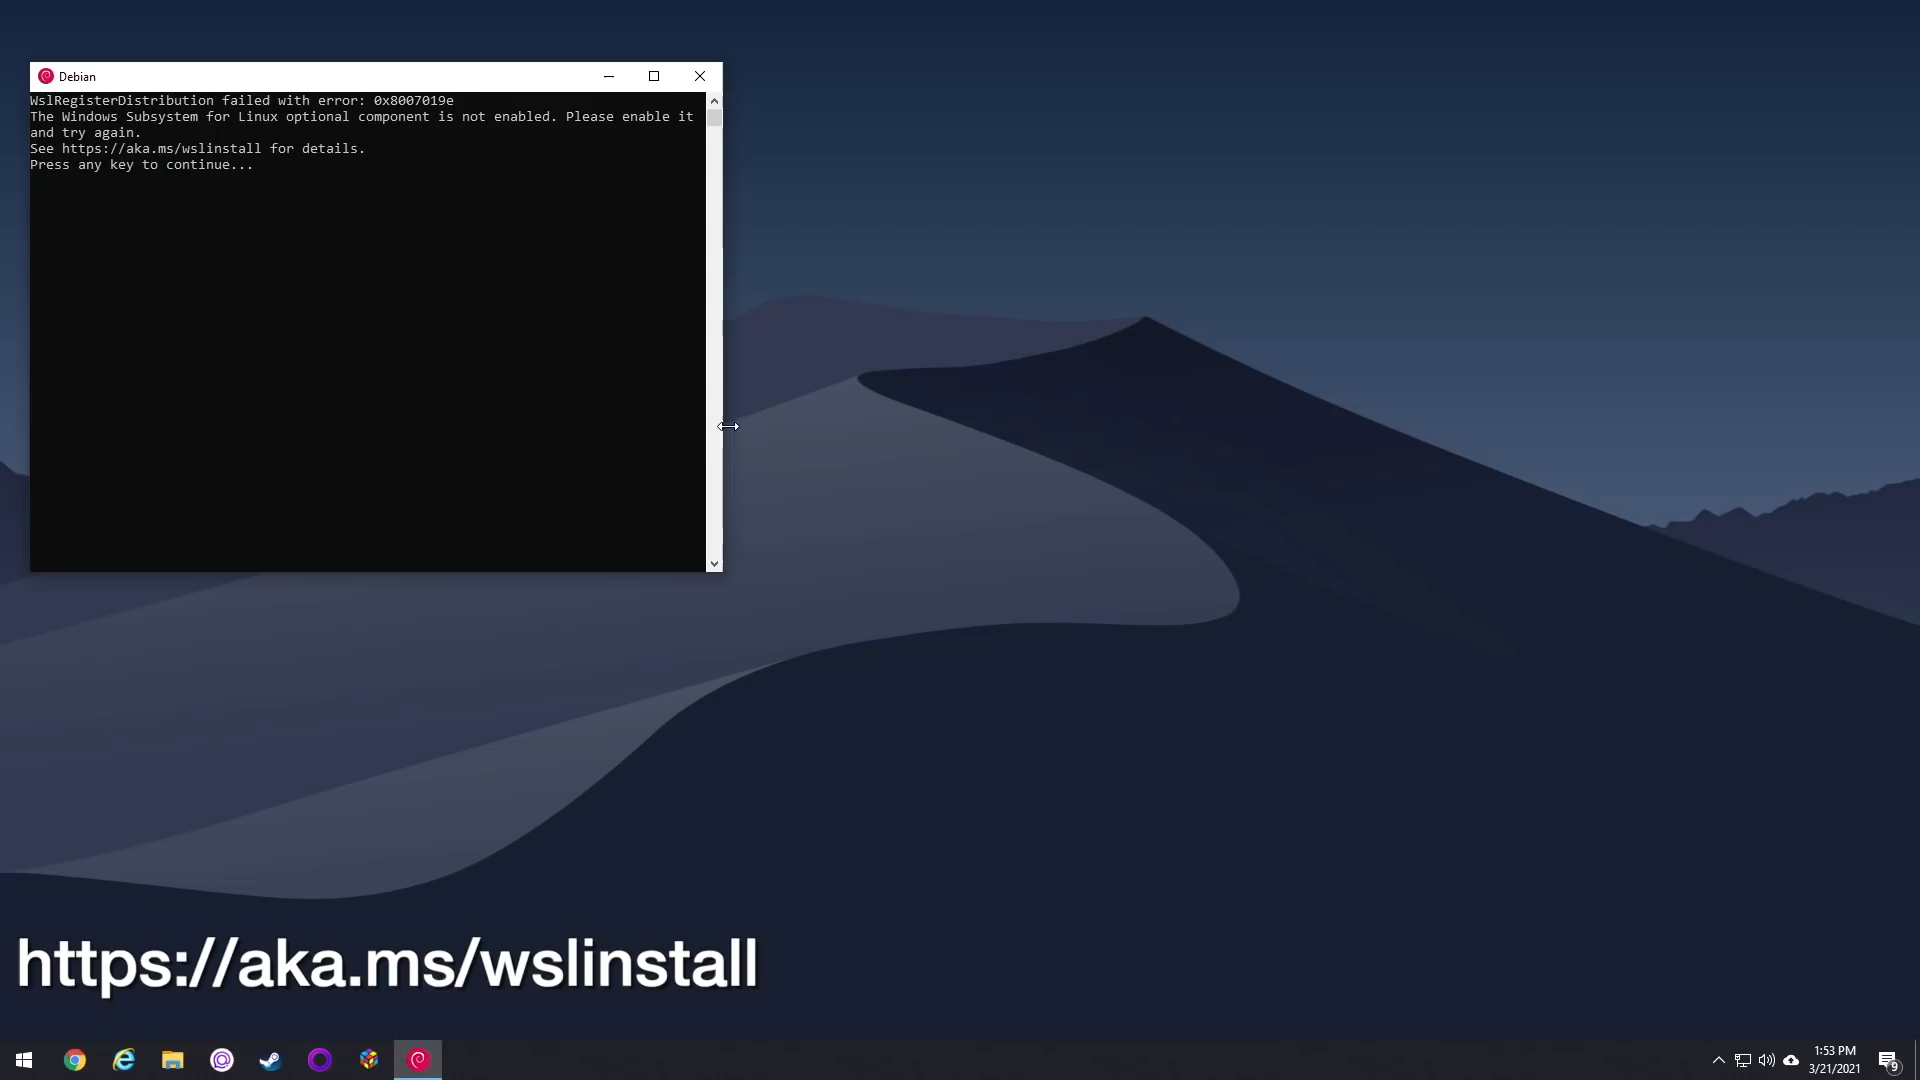 Debian
WslRegisterDistribution failed with error: 0x8007019e
The Windows Subsystem for Linux optional component is not enabled. Please enable it
and try again.
See https://aka.ms/wslinstall for details.
Press any key to continue...
https://aka.ms/wslinstall
1:53 PM
3/21/2021
9